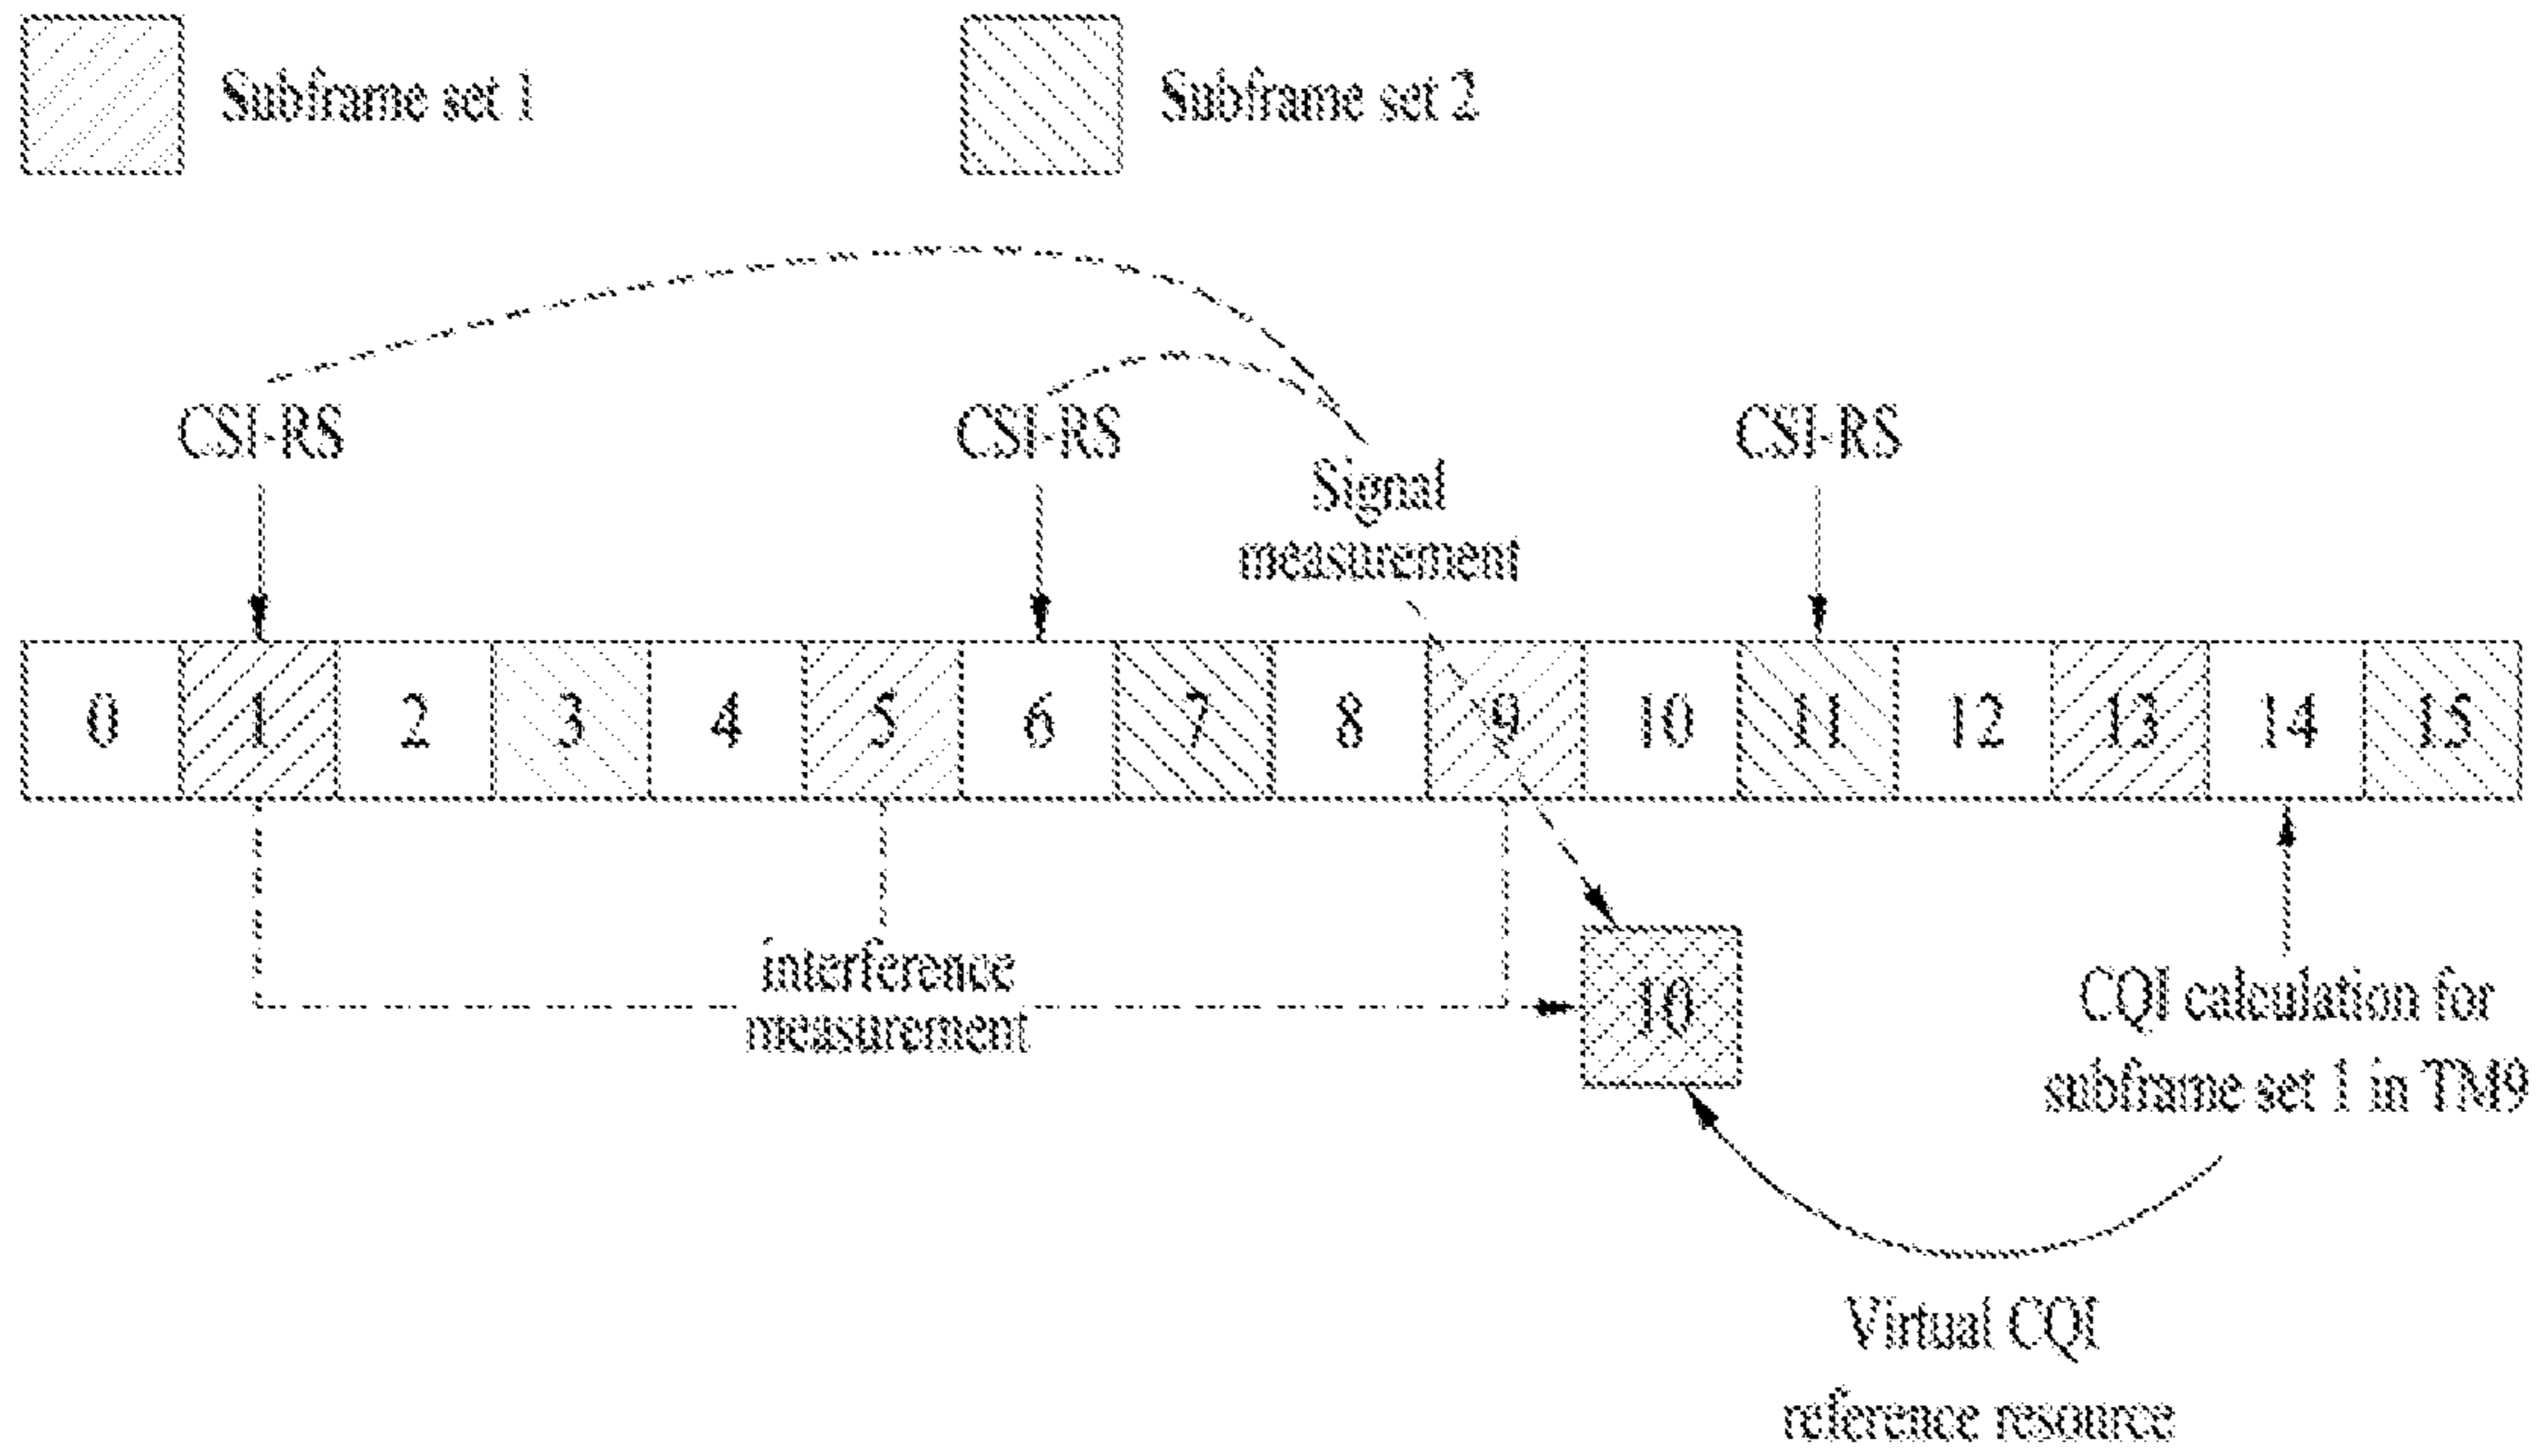 Subframe set 1
Subframe set 2
CSI-RS
CSI-RS
CSI-RS
Signal
measurement
0 1 2 3 4 5 6 7 8 9 10 11 12 13 14 15
interference
measurement
10
CQI calculation for
subframe set 1 in TM9
Virtual CQI
reference resource